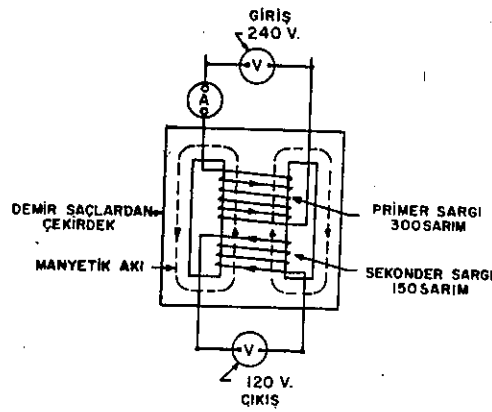 GİRİŞ
240 V.
V
A
DEMİR SAÇLARDAN
ÇEKİRDEK
MANYETİK AKI
PRİMER SARGI
300 SARIM
SEKONDER SARGI
150 SARIM
V
120 V.
ÇIKIŞ